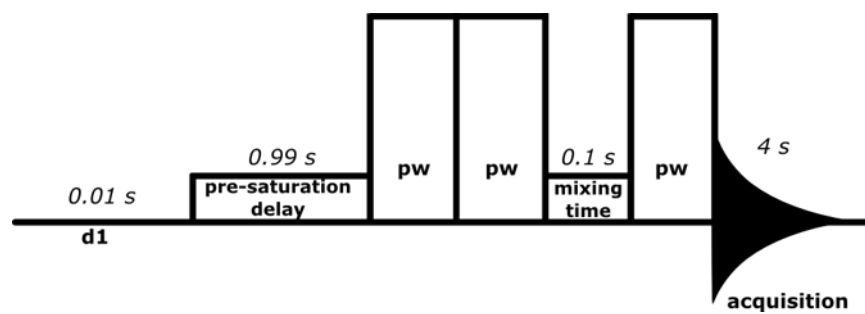 0.01 s
d1
0.99 s
pre-saturation
delay
pw
pw
0.1 s
mixing
time
pw
4 s
acquisition